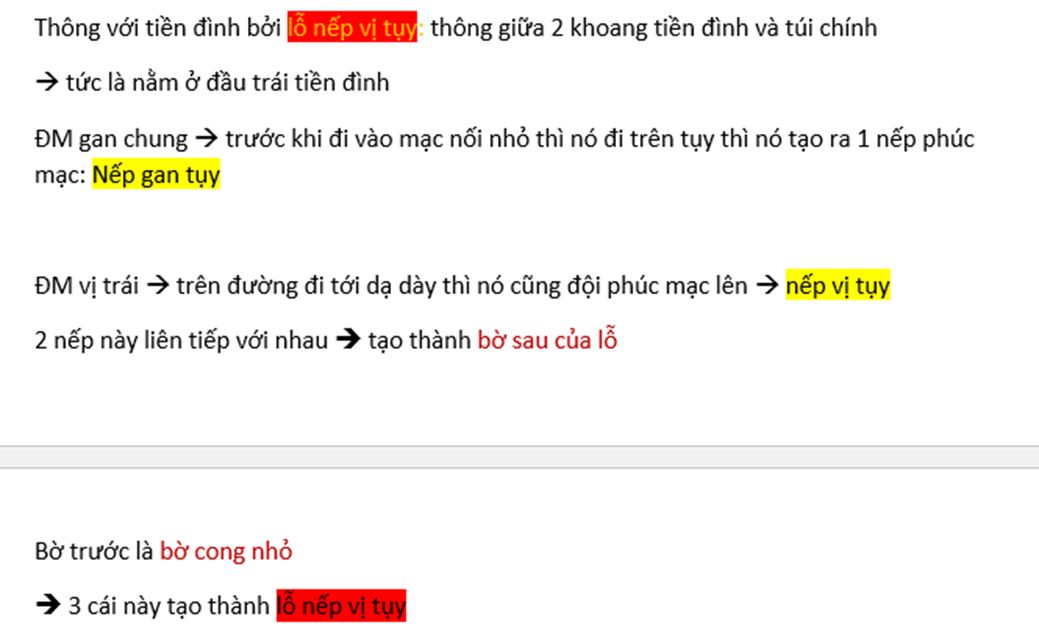 Thông với tiền đình bởi lỗ nếp vị tụy: thông giữa 2 khoang tiền đình và túi chính
→ tức là nằm ở đầu trái tiền đình
ĐM gan chung → trước khi đi vào mạc nối nhỏ thì nó đi trên tụy thì nó tạo ra 1 nếp phúc
mạc: Nếp gan tụy
ĐM vị trái → trên đường đi tới dạ dày thì nó cũng đội phúc mạc lên → nếp vị tụy
2 nếp này liên tiếp với nhau → tạo thành bờ sau của lỗ
Bờ trước là bờ cong nhỏ
→ 3 cái này tạo thành lỗ nếp vị tụy